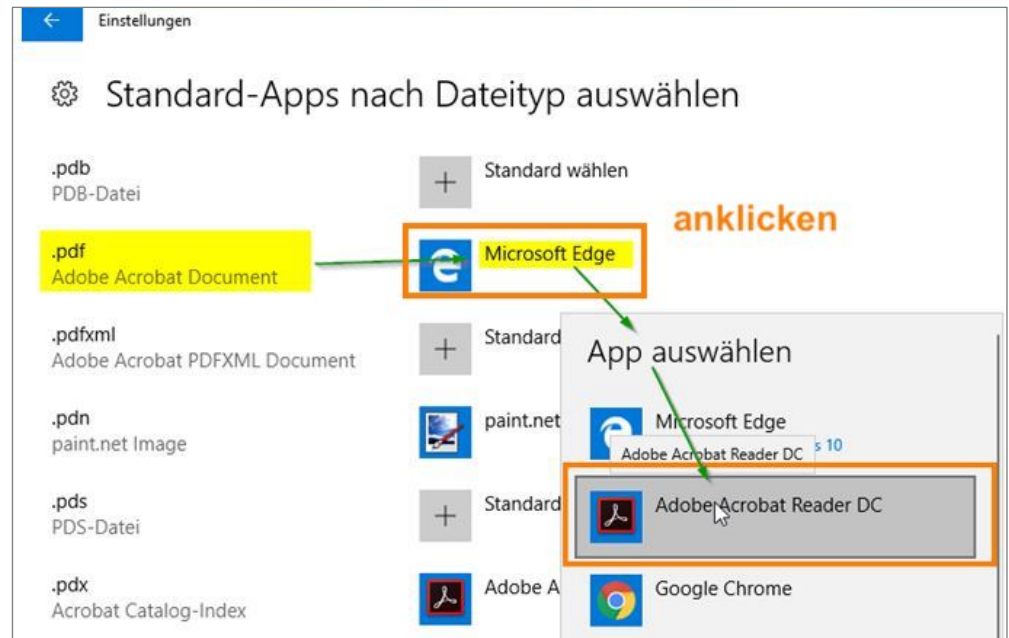 Einstellungen
Standard-Apps nach Dateityp auswählen
.pdb
PDB-Datei
Standard wählen
anklicken
.pdf
Adobe Acrobat Document
Microsoft Edge
.pdfxml
Adobe Acrobat PDFXML Document
Standard
App auswählen
.pdn
paint.net Image
paint.net
Microsoft Edge
s 10
Adobe Acrobat Reader DC
.pds
PDS-Datei
Standard
Adobe Acrobat Reader DC
.pdx
Acrobat Catalog-Index
Adobe A
Google Chrome